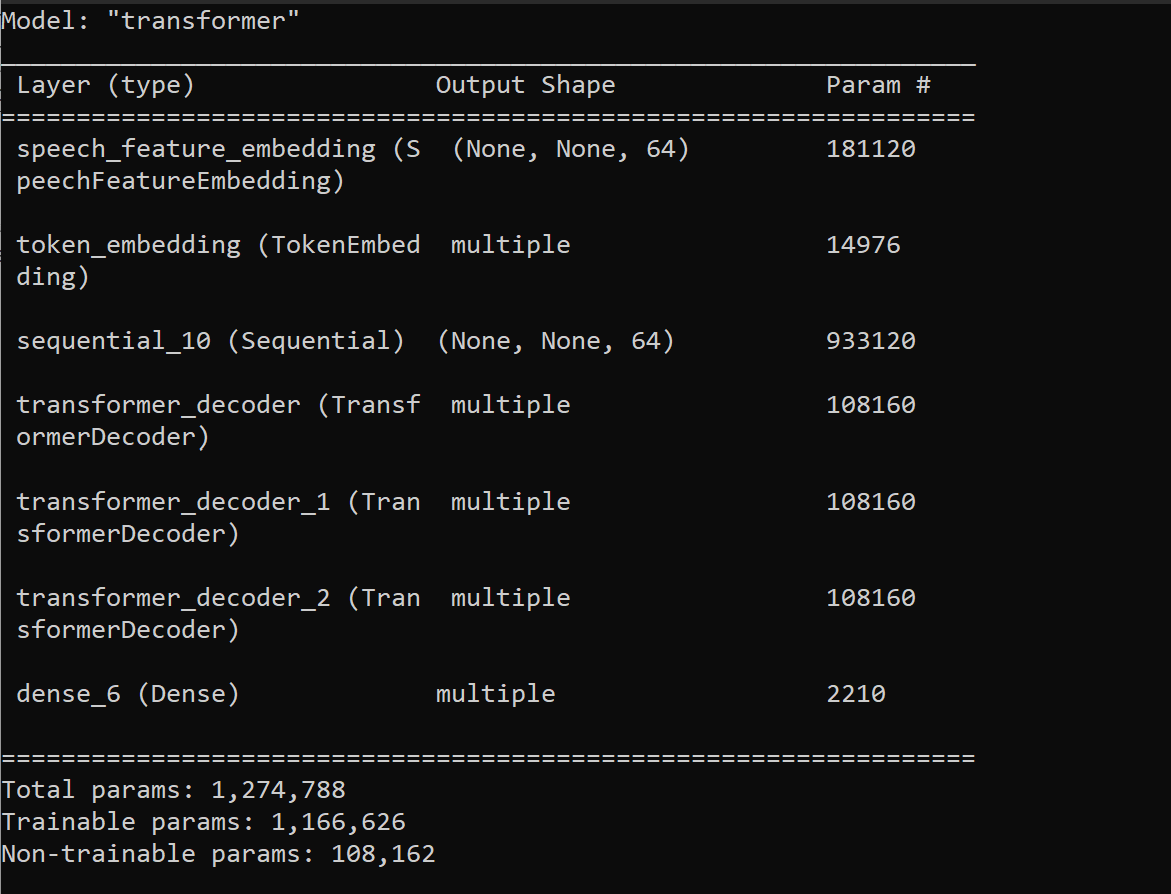 Model: "transformer"
_________________________________________________________________
Layer (type) Output Shape Param #
=================================================================
speech_feature_embedding (S (None, None, 64) 181120
peechFeatureEmbedding)
token_embedding (TokenEmbed multiple 14976
ding)
sequential_10 (Sequential) (None, None, 64) 933120
transformer_decoder (Transf multiple 108160
ormerDecoder)
transformer_decoder_1 (Tran multiple 108160
sformerDecoder)
transformer_decoder_2 (Tran multiple 108160
sformerDecoder)
dense_6 (Dense) multiple 2210
=================================================================
Total params: 1,274,788
Trainable params: 1,166,626
Non-trainable params: 108,162